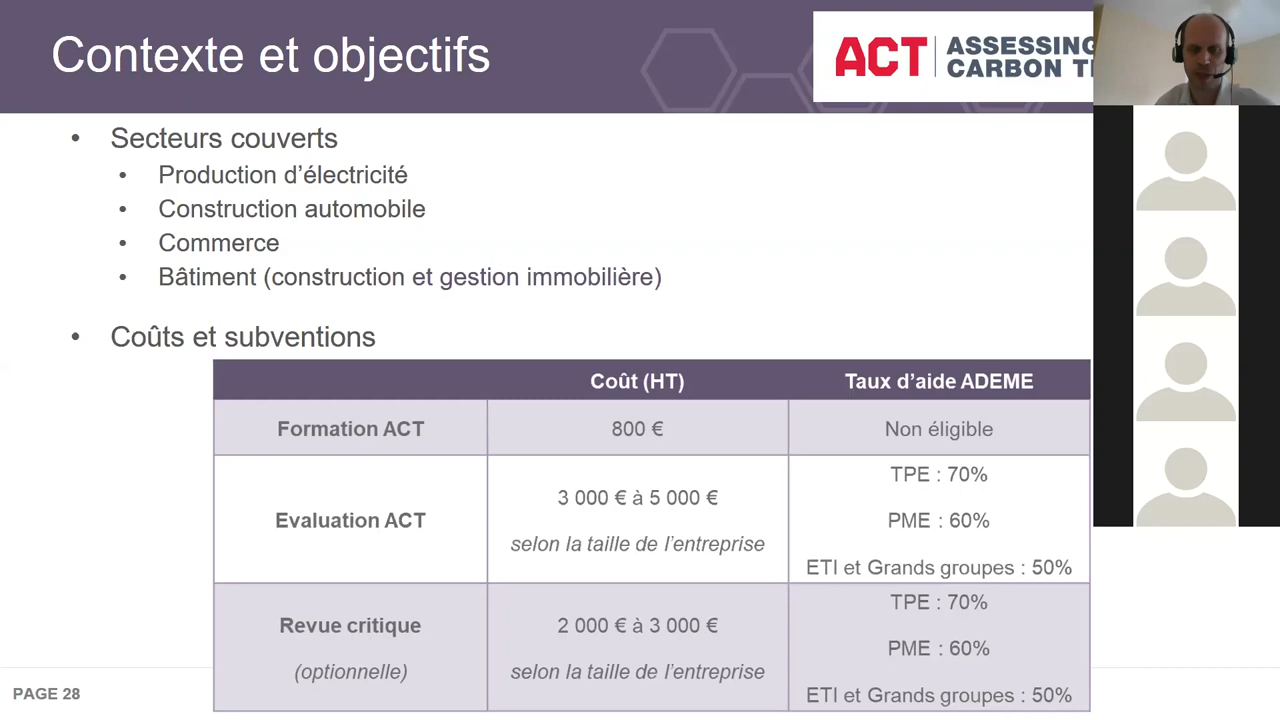 Contexte et objectifs
ACT
ASSESSING
CARBON
• Secteurs couverts
• Production d’électricité
• Construction automobile
• Commerce
• Bâtiment (construction et gestion immobilière)
• Coûts et subventions
Coût (HT)
Taux d’aide ADEME
Formation ACT
800 €
Non éligible
Evaluation ACT
3 000 € à 5 000 €
selon la taille de l’entreprise
TPE : 70%
PME : 60%
ETI et Grands groupes : 50%
Revue critique
(optionnelle)
2 000 € à 3 000 €
selon la taille de l’entreprise
TPE : 70%
PME : 60%
ETI et Grands groupes : 50%
PAGE 28